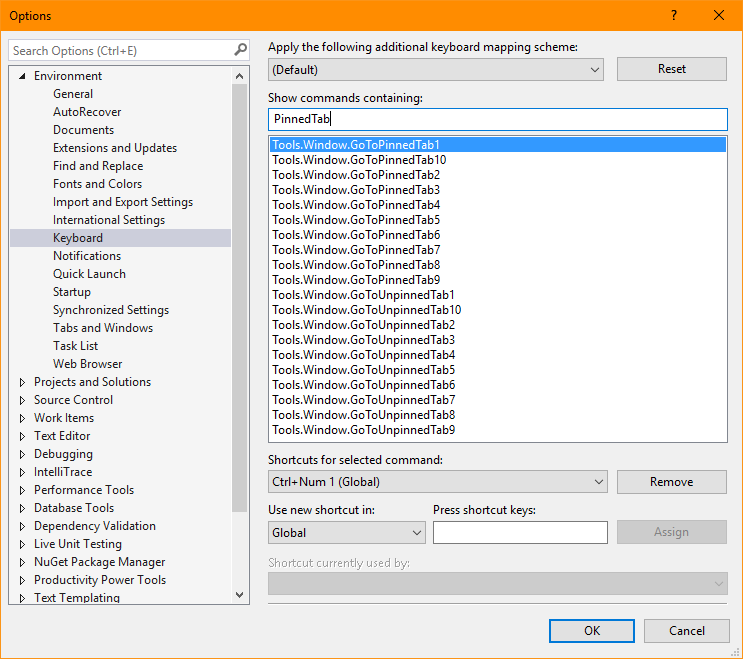 Options
?
Search Options (Ctrl+E)
Environment
General
AutoRecover
Documents
Extensions and Updates
Find and Replace
Fonts and Colors
Import and Export Settings
International Settings
Keyboard
Notifications
Quick Launch
Startup
Synchronized Settings
Tabs and Windows
Task List
Web Browser
Projects and Solutions
Source Control
Work Items
Text Editor
Debugging
IntelliTrace
Performance Tools
Database Tools
Dependency Validation
Live Unit Testing
NuGet Package Manager
Productivity Power Tools
Text Templating
Apply the following additional keyboard mapping scheme:
(Default)
Reset
Show commands containing:
PinnedTab
Tools.Window.GoToPinnedTab1
Tools.Window.GoToPinnedTab10
Tools.Window.GoToPinnedTab2
Tools.Window.GoToPinnedTab3
Tools.Window.GoToPinnedTab4
Tools.Window.GoToPinnedTab5
Tools.Window.GoToPinnedTab6
Tools.Window.GoToPinnedTab7
Tools.Window.GoToPinnedTab8
Tools.Window.GoToPinnedTab9
Tools.Window.GoToUnpinnedTab1
Tools.Window.GoToUnpinnedTab10
Tools.Window.GoToUnpinnedTab2
Tools.Window.GoToUnpinnedTab3
Tools.Window.GoToUnpinnedTab4
Tools.Window.GoToUnpinnedTab5
Tools.Window.GoToUnpinnedTab6
Tools.Window.GoToUnpinnedTab7
Tools.Window.GoToUnpinnedTab8
Tools.Window.GoToUnpinnedTab9
Shortcuts for selected command:
Ctrl+Num 1 (Global)
Remove
Use new shortcut in:
Press shortcut keys:
Global
Assign
Shortcut currently used by:
OK
Cancel